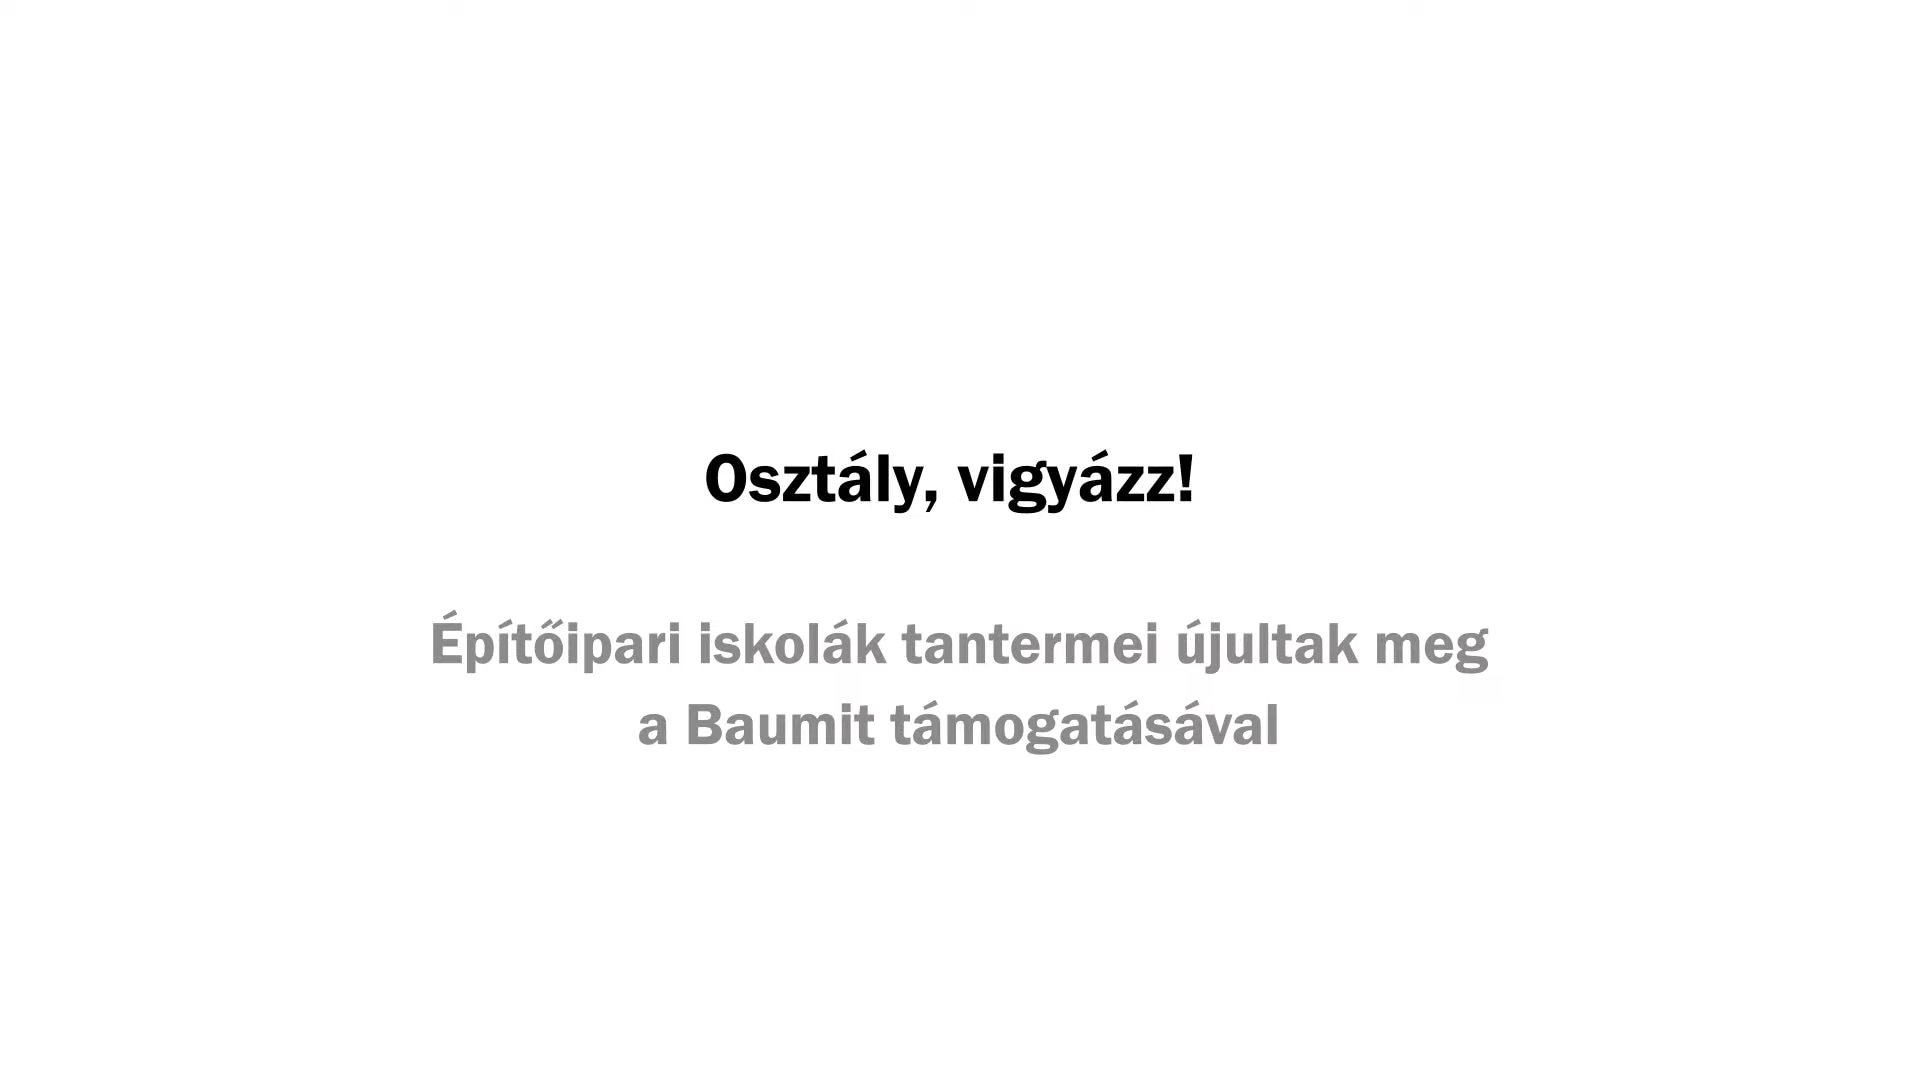 Osztály, vigyázz!
Építőipari iskolák tantermei újultak meg
a Baumit támogatásával